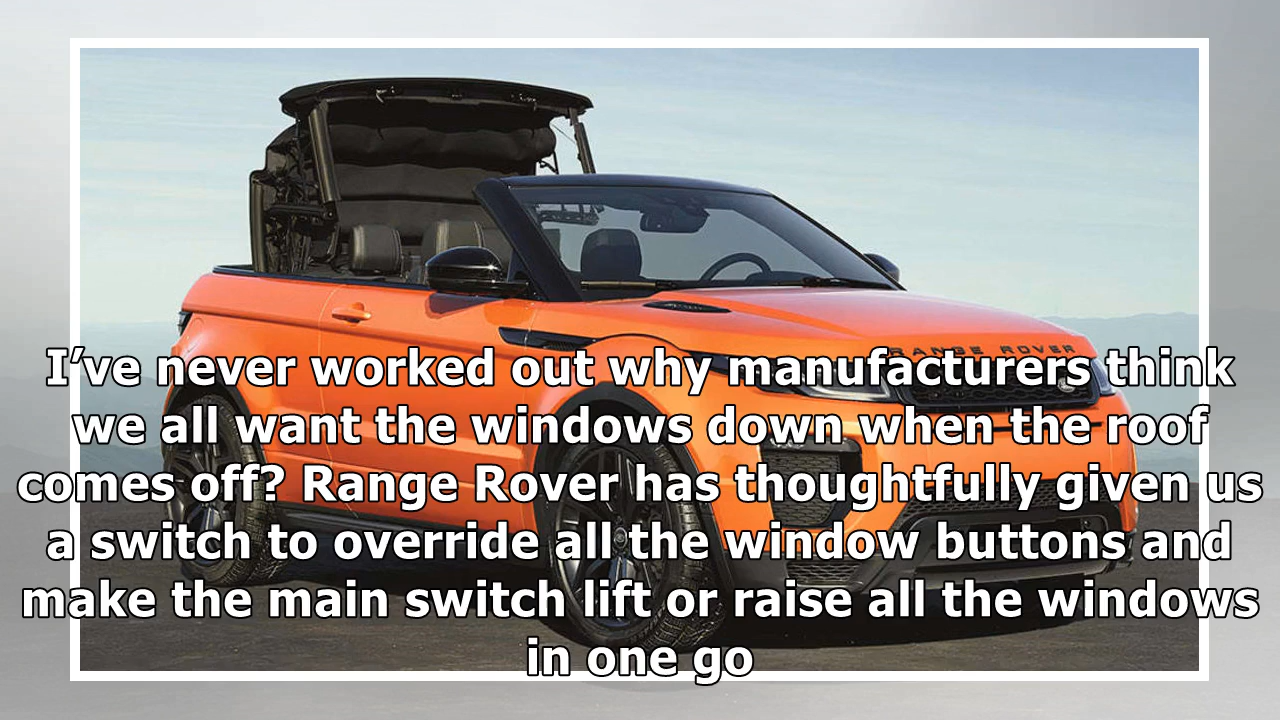 RANGE ROVER
I’ve never worked out why manufacturers think
we all want the windows down when the roof
comes off? Range Rover has thoughtfully given us
a switch to override all the window buttons and
make the main switch lift or raise all the windows
in one go